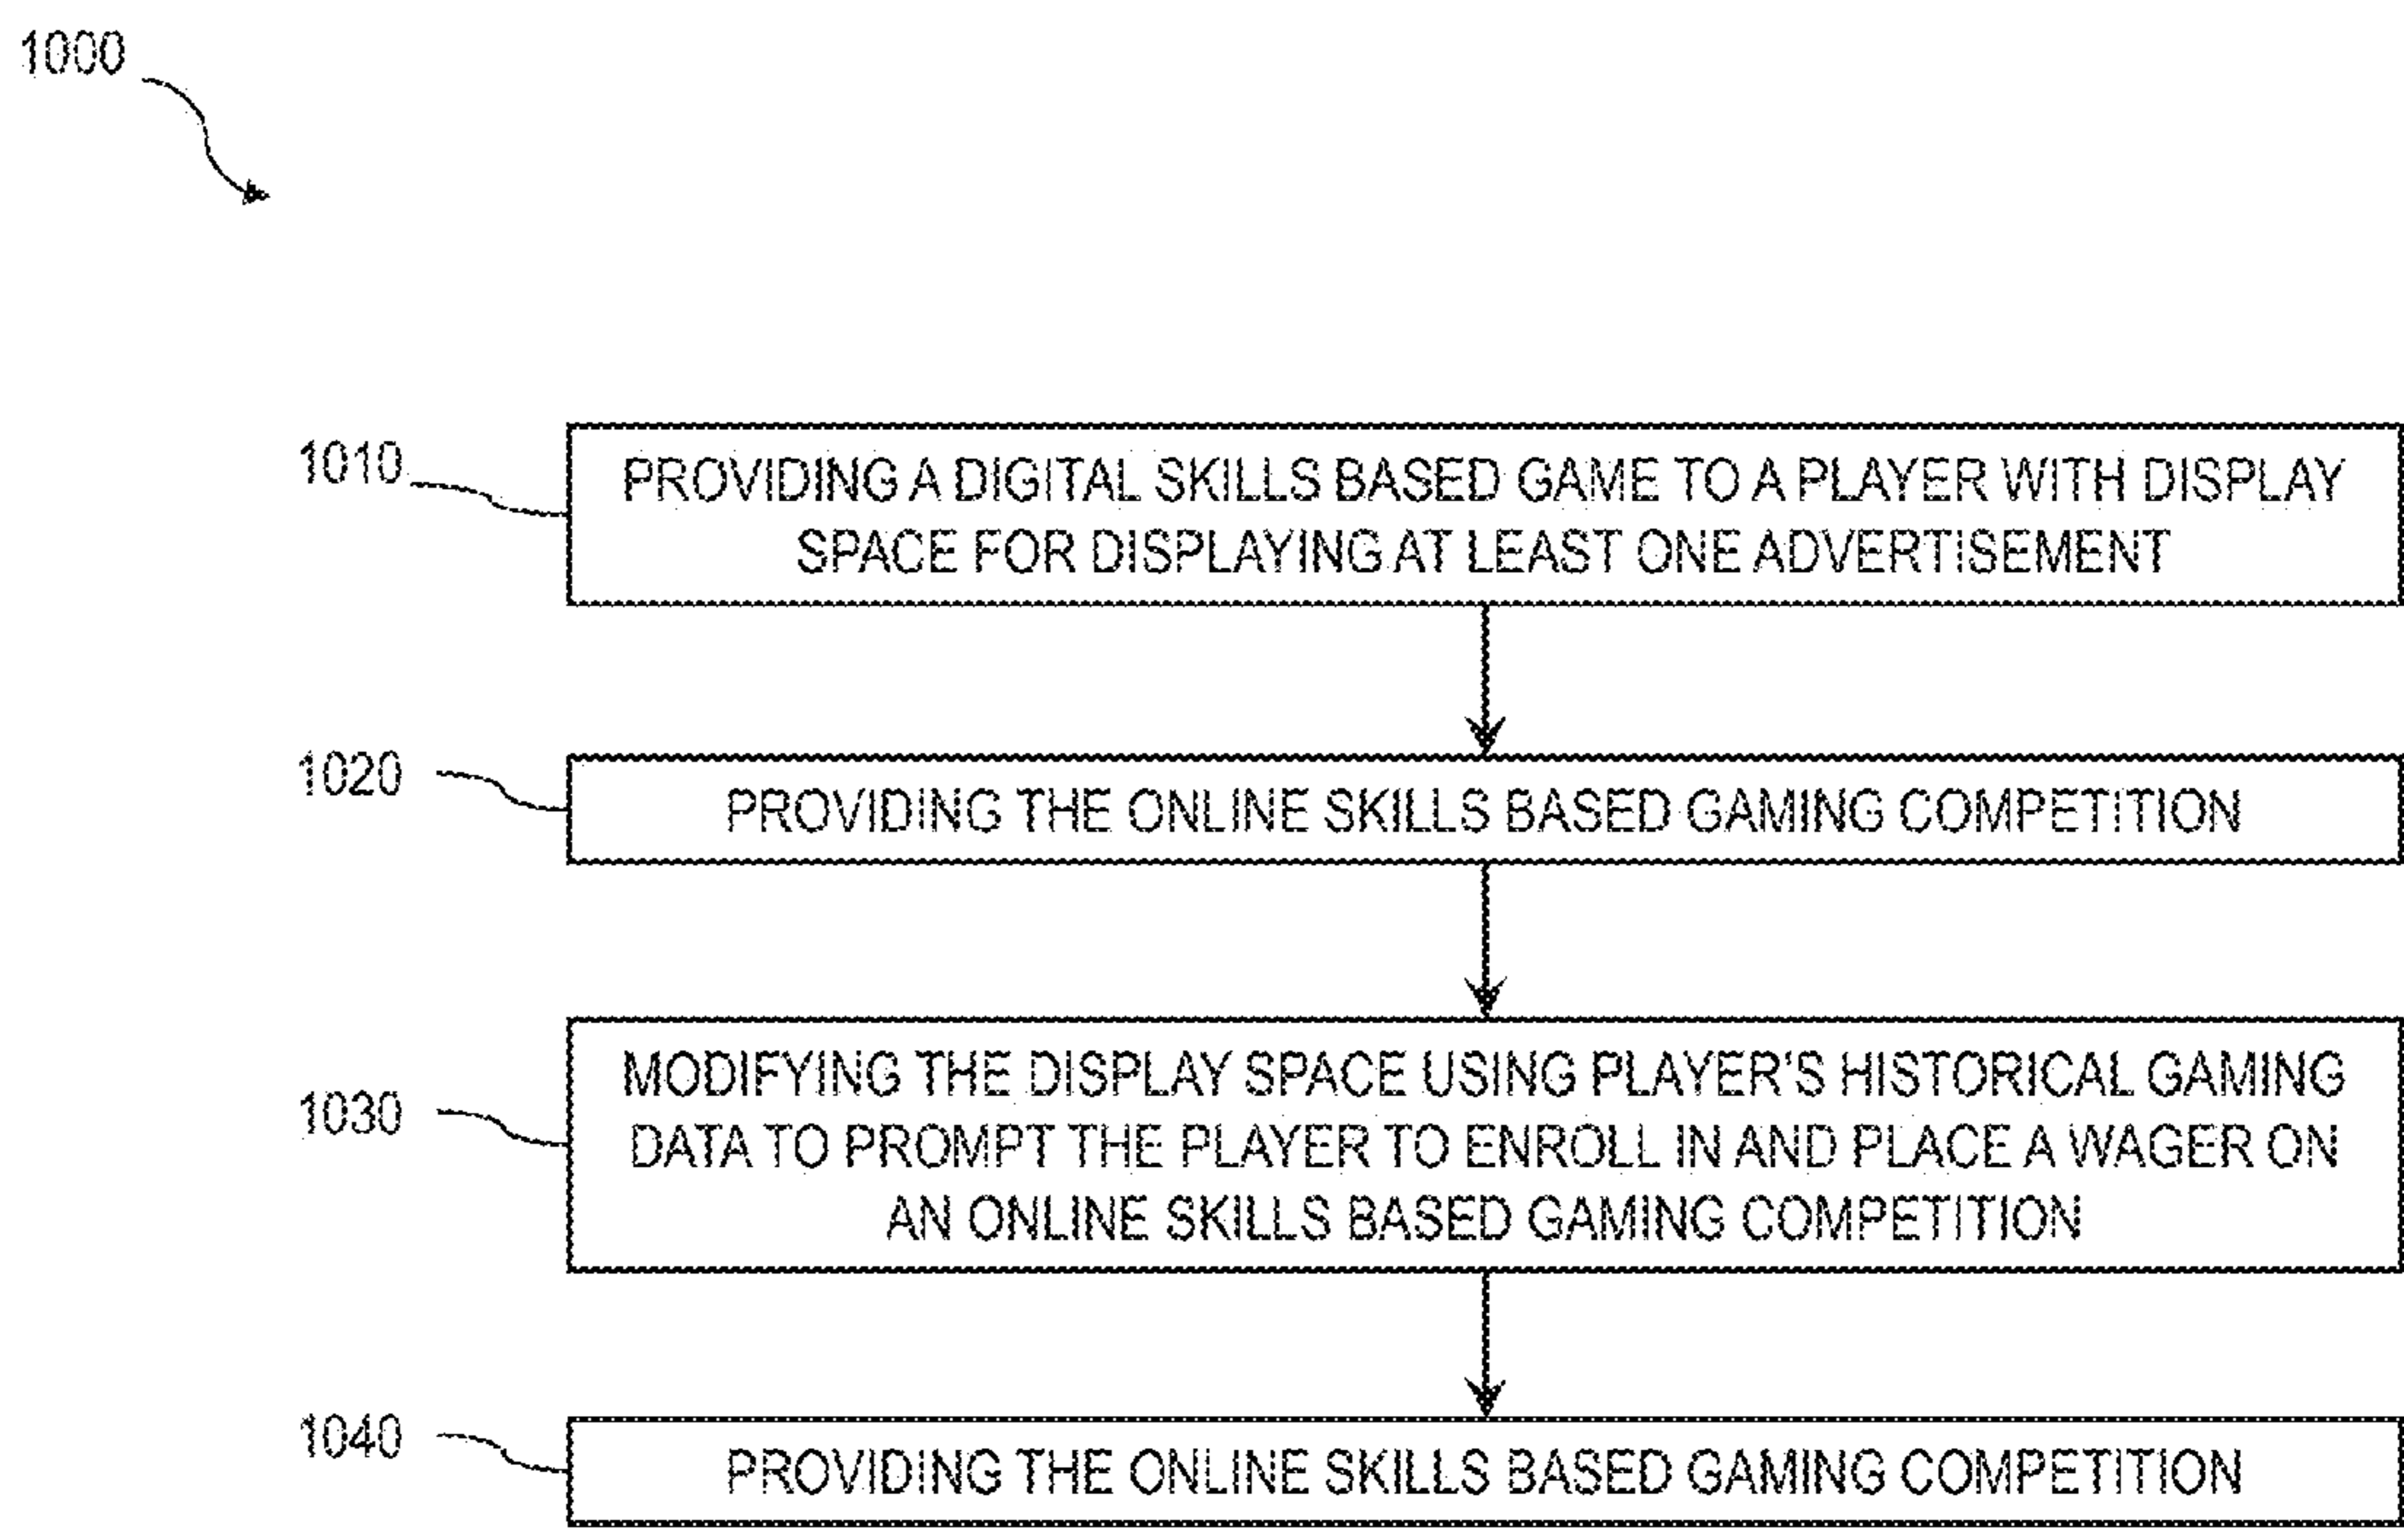 1000
1010
PROVIDING A DIGITAL SKILLS BASED GAME TO A PLAYER WITH DISPLAY
SPACE FOR DISPLAYING AT LEAST ONE ADVERTISEMENT
1020
PROVIDING THE ONLINE SKILLS BASED GAMING COMPETITION
1030
MODIFYING THE DISPLAY SPACE USING PLAYER'S HISTORICAL GAMING
DATA TO PROMPT THE PLAYER TO ENROLL IN AND PLACE A WAGER ON
AN ONLINE SKILLS BASED GAMING COMPETITION
1040
PROVIDING THE ONLINE SKILLS BASED GAMING COMPETITION